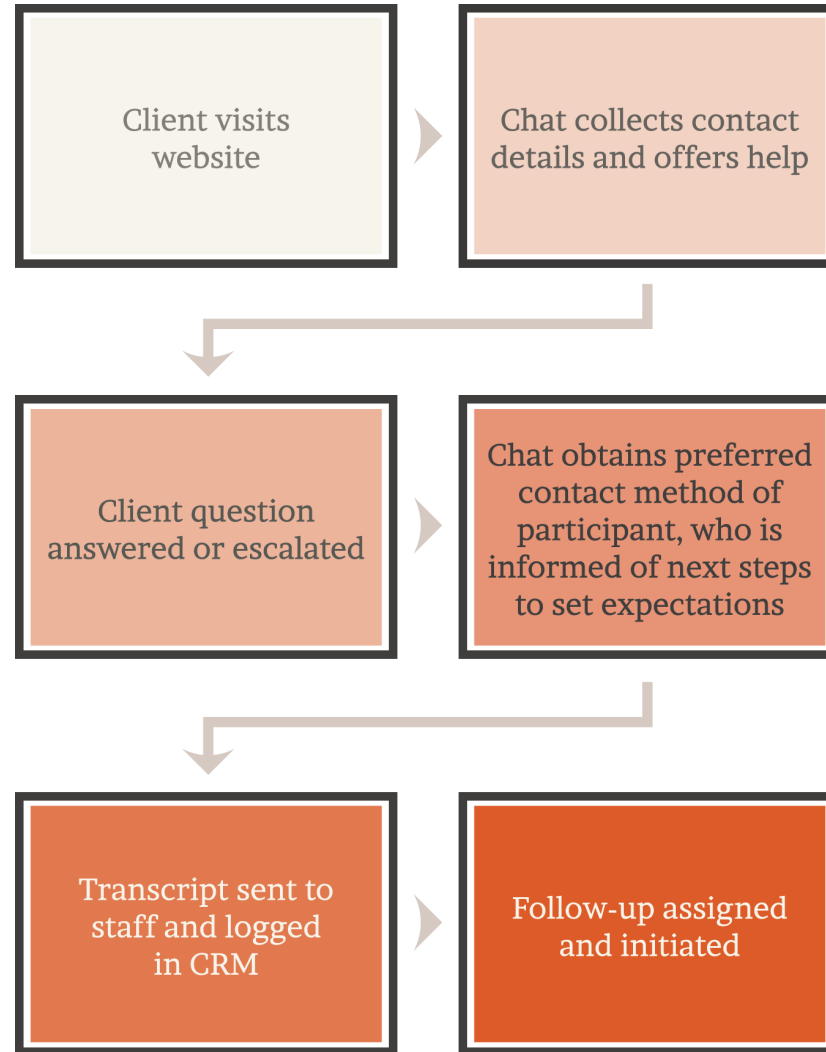 Client visits
website
Chat collects contact
details and offers help
Client question
answered or escalated
Chat obtains preferred
contact method of
participant, who is
informed of next steps
to set expectations
Transcript sent to
staff and logged
in CRM
Follow-up assigned
and initiated